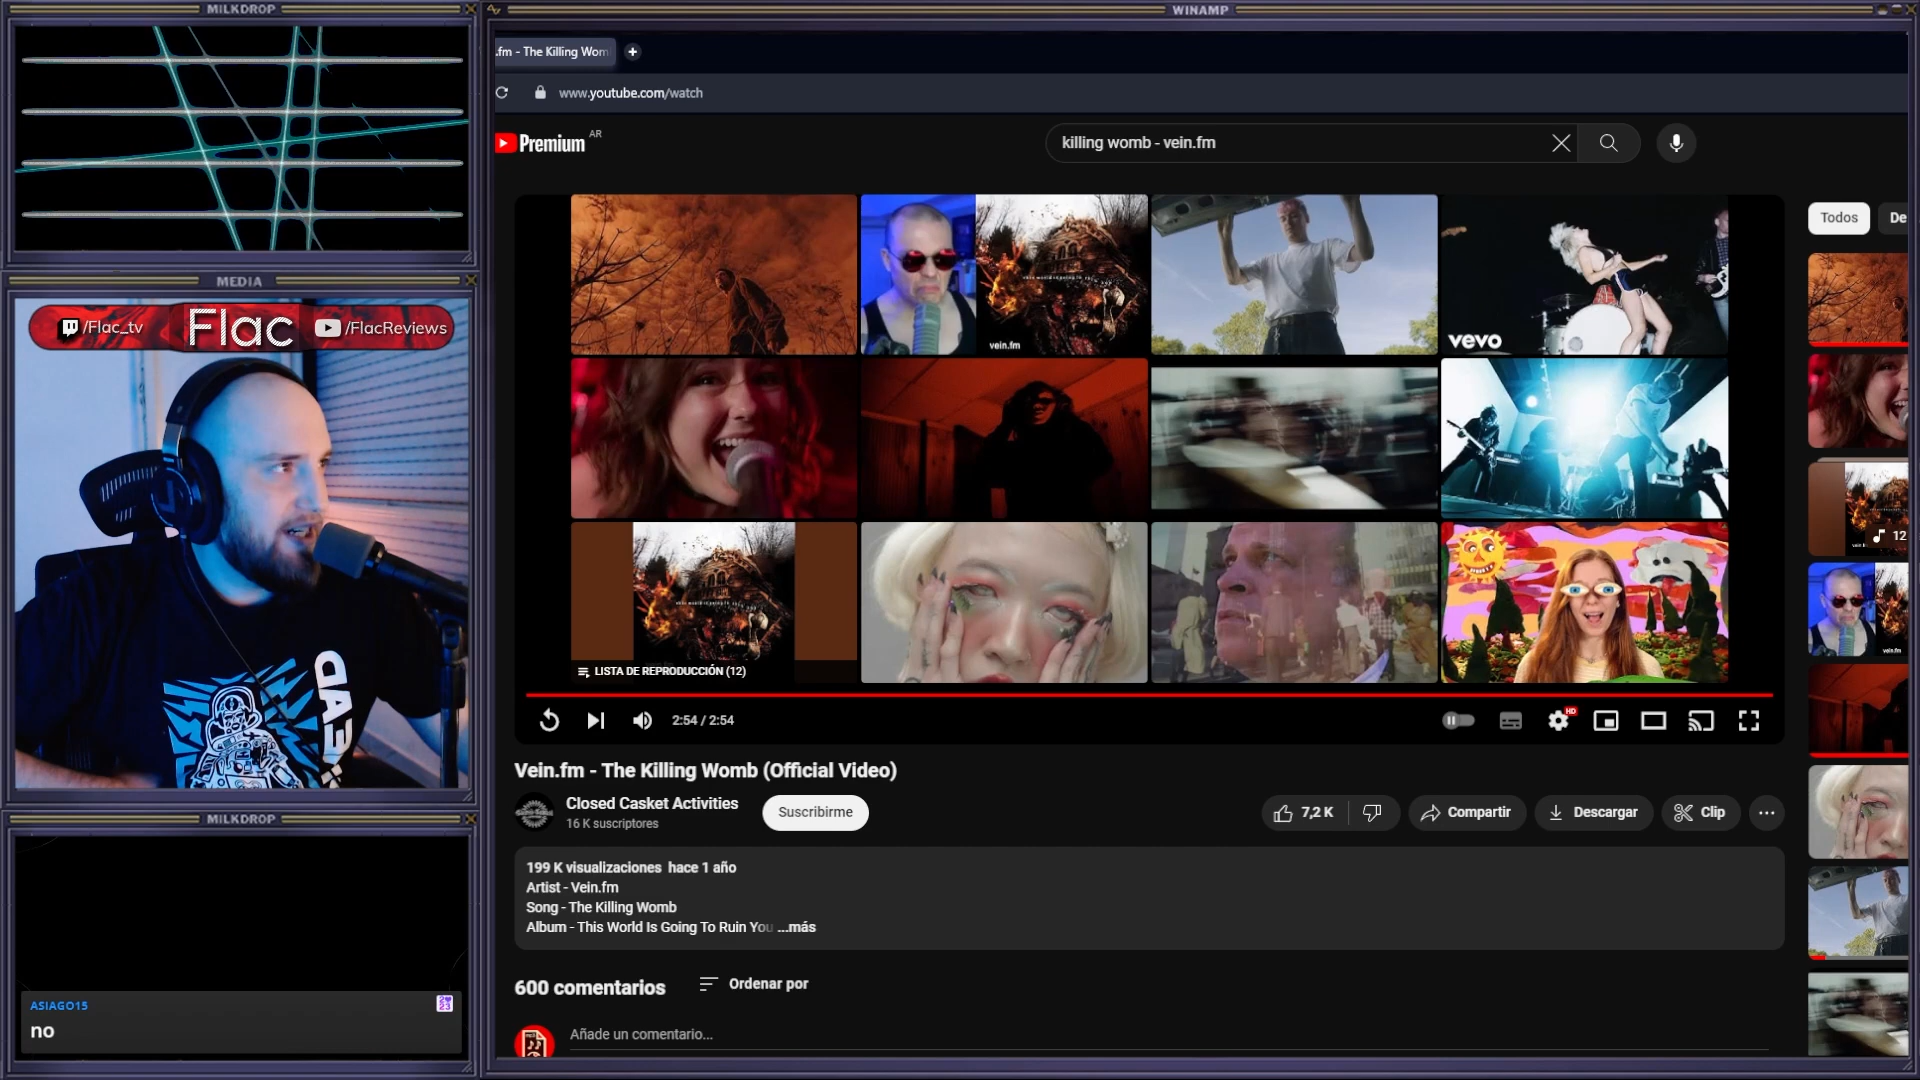 MILKDROP
WINAMP
.fm - The Killing Wom
www.youtube.com/watch
Premium
AR
killing womb - vein.fm
Todos
De
MEDIA
/Flac_tv
Flac
/FlacReviews
vein.fm
vevo
LISTA DE REPRODUCCIÓN (12)
12
2:54 / 2:54
HD
Vein.fm - The Killing Womb (Official Video)
Closed Casket Activities
16 K suscriptores
Suscribirme
7,2 K
Compartir
Descargar
Clip
199 K visualizaciones hace 1 año
Artist - Vein.fm
Song - The Killing Womb
Album - This World Is Going To Ruin You ...más
600 comentarios
Ordenar por
Añade un comentario...
MILKDROP
ASIAGO15
no